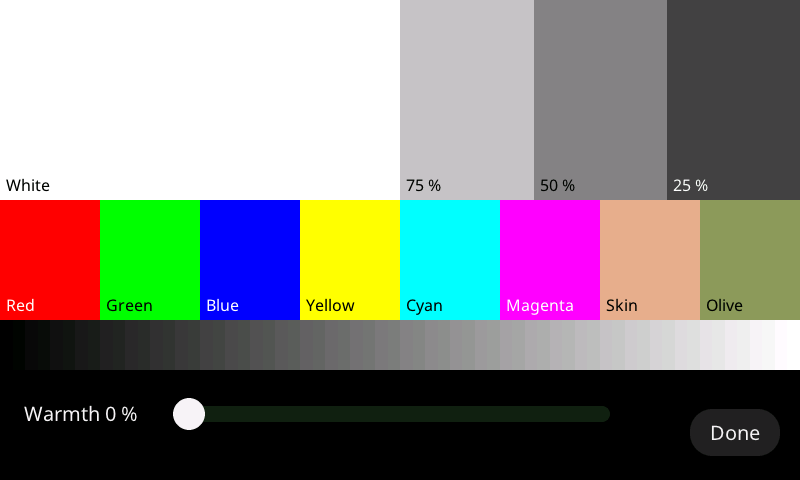 White
75 %
50 %
25 %
Red
Green
Blue
Yellow
Cyan
Magenta
Skin
Olive
Warmth 0 %
Done